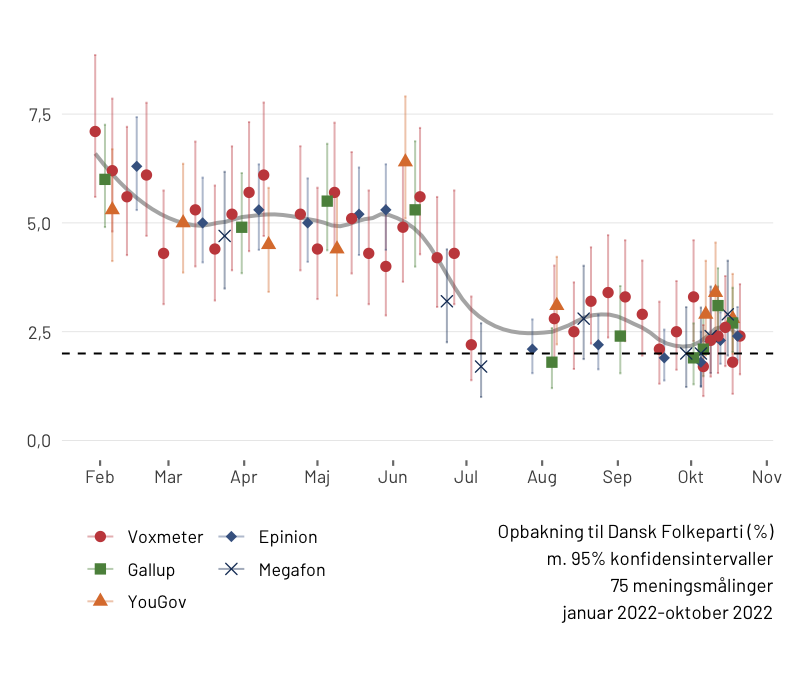 7,5
5,0
2,5
0,0
Feb Mar Apr Maj Jun Jul Aug Sep Okt Nov
Voxmeter Epinion
Gallup Megafon
YouGov
Opbakning til Dansk Folkeparti (%)
m. 95% konfidensintervaller
75 meningsmålinger
januar 2022-oktober 2022